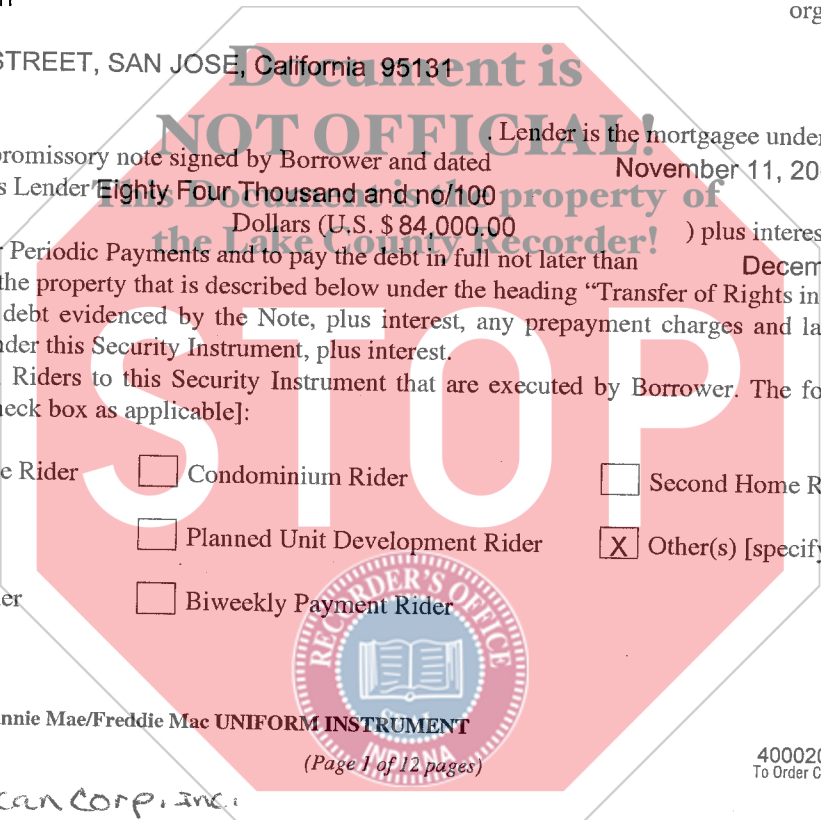 org
STREET, SAN JOSE, California 95131
Document is
NOT OFFICIAL!
. Lender is the mortgagee under
promissory note signed by Borrower and dated November 11, 20
s Lender Eighty Four Thousand and no/100
This Document is the property of
Dollars (U.S. $ 84,000.00 ) plus interes
the Lake County Recorder!
Periodic Payments and to pay the debt in full not later than Decem
the property that is described below under the heading “Transfer of Rights in
debt evidenced by the Note, plus interest, any prepayment charges and la
nder this Security Instrument, plus interest.
Riders to this Security Instrument that are executed by Borrower. The fo
heck box as applicable]:
STOP
e Rider Condominium Rider Second Home R
Planned Unit Development Rider X Other(s) [specify
er Biweekly Payment Rider
RECORDER'S OFFICE
SEAL
INDIANA
nnie Mae/Freddie Mac UNIFORM INSTRUMENT
(Page 1 of 12 pages)
400020
To Order C
can Corp, Inc.